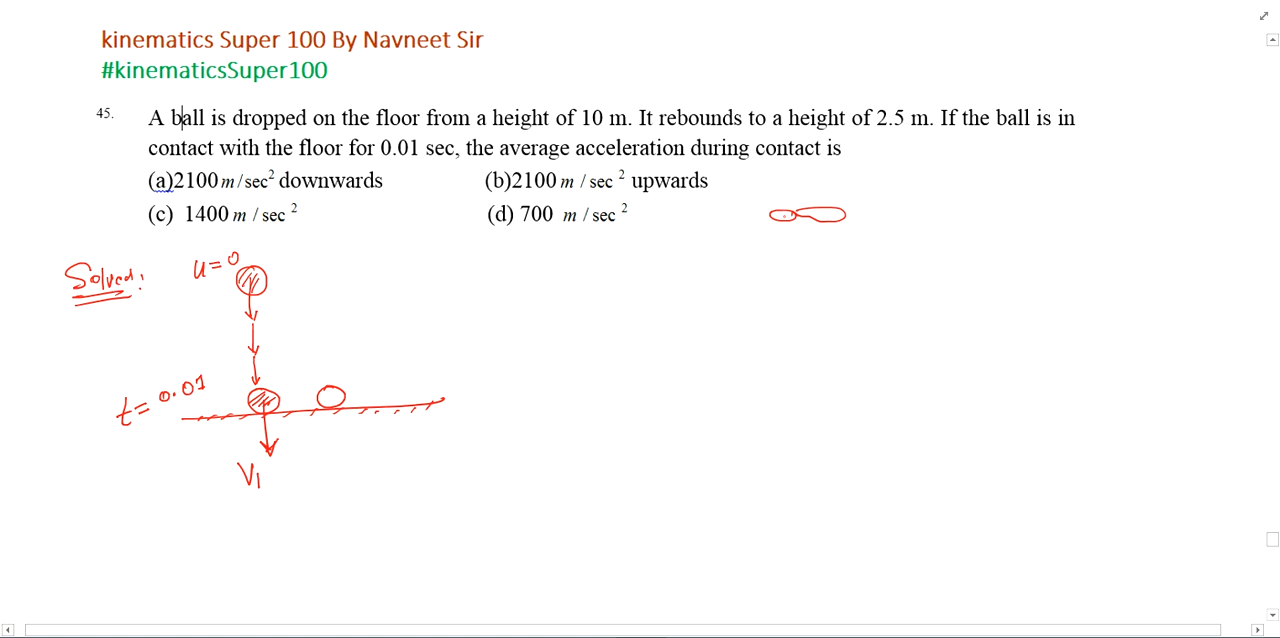 kinematics Super 100 By Navneet Sir
#kinematicsSuper100
45. A ball is dropped on the floor from a height of 10 m. It rebounds to a height of 2.5 m. If the ball is in
contact with the floor for 0.01 sec, the average acceleration during contact is
(a)2100 m/sec² downwards (b)2100 m / sec ² upwards
(c) 1400 m / sec ² (d) 700 m / sec ²
Solved: u=0
t= 0.01
V1